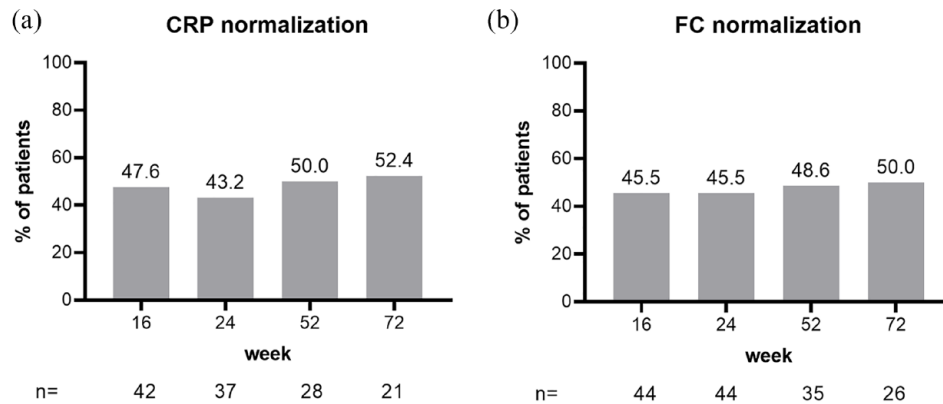 (a)
CRP normalization
% of patients
100
80
60
40
20
0
47.6
43.2
50.0
52.4
16 24 52 72
week
n= 42 37 28 21
(b)
FC normalization
% of patients
100
80
60
40
20
0
45.5
45.5
48.6
50.0
16 24 52 72
week
n= 44 44 35 26